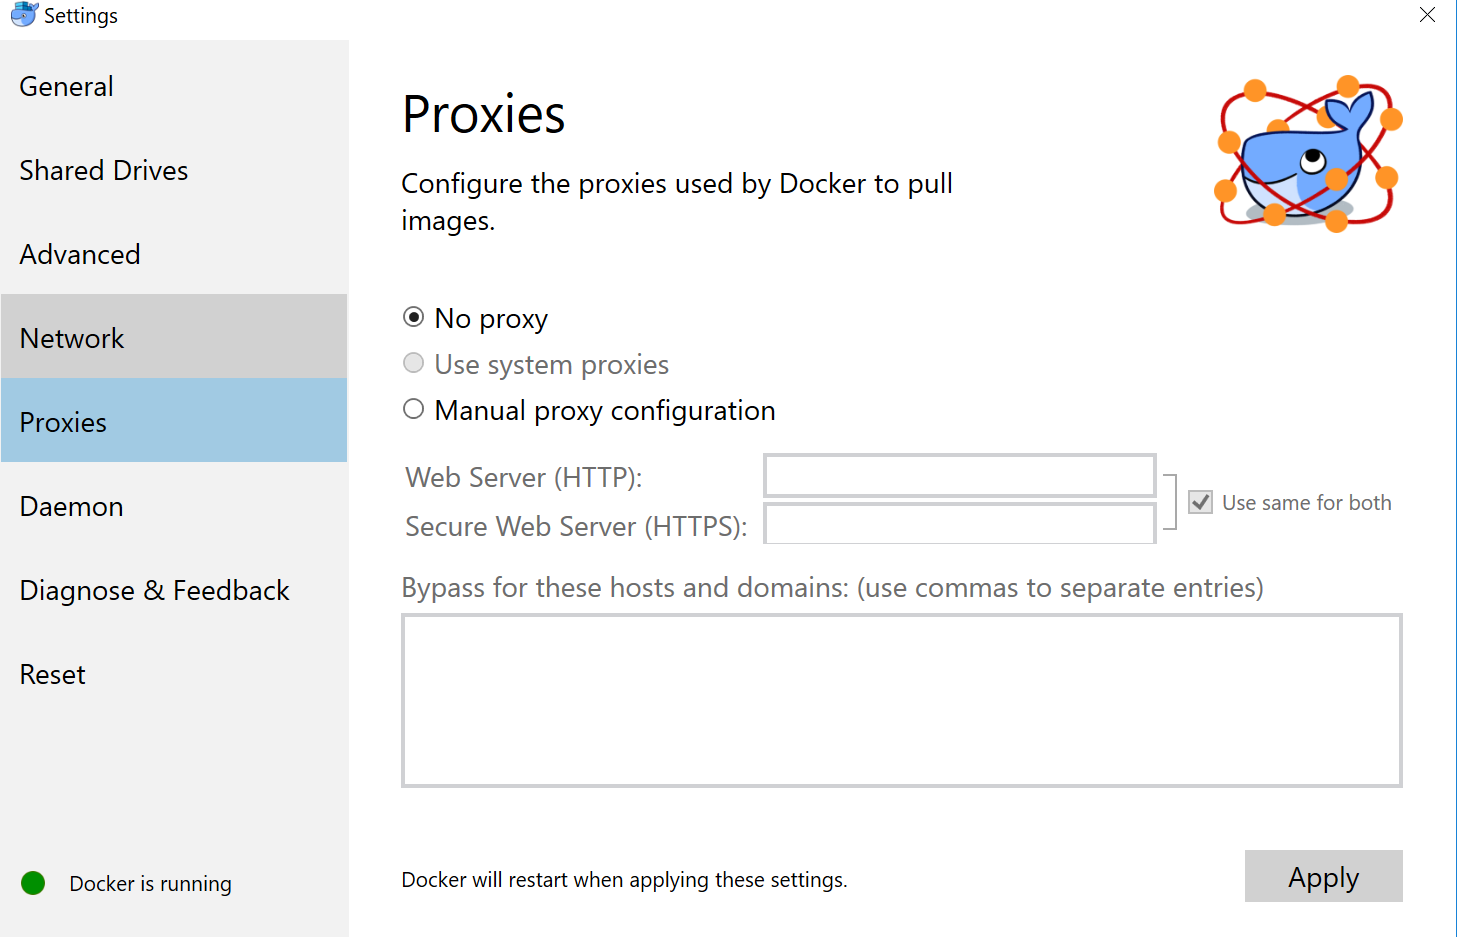 Settings
General
Shared Drives
Advanced
Network
Proxies
Daemon
Diagnose & Feedback
Reset
Docker is running
Proxies
Configure the proxies used by Docker to pull
images.
No proxy
Use system proxies
Manual proxy configuration
Web Server (HTTP):
Secure Web Server (HTTPS):
Use same for both
Bypass for these hosts and domains: (use commas to separate entries)
Docker will restart when applying these settings.
Apply